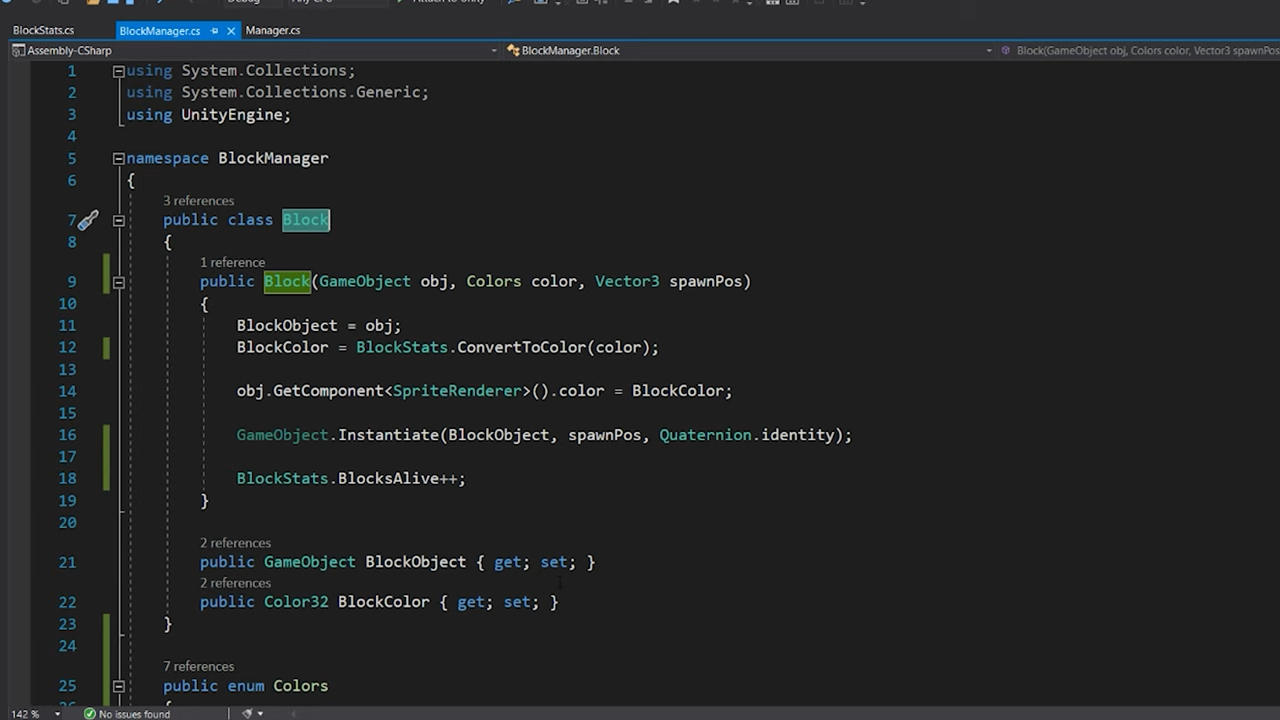 BlockStats.cs BlockManager.cs Manager.cs
Assembly-CSharp BlockManager.Block Block(GameObject obj, Colors color, Vector3 spawnPos
1 using System.Collections;
2 using System.Collections.Generic;
3 using UnityEngine;
4
5 namespace BlockManager
6 {
3 references
7 public class Block
8 {
1 reference
9 public Block(GameObject obj, Colors color, Vector3 spawnPos)
10 {
11 BlockObject = obj;
12 BlockColor = BlockStats.ConvertToColor(color);
13
14 obj.GetComponent<SpriteRenderer>().color = BlockColor;
15
16 GameObject.Instantiate(BlockObject, spawnPos, Quaternion.identity);
17
18 BlockStats.BlocksAlive++;
19 }
20
2 references
21 public GameObject BlockObject { get; set; }
2 references
22 public Color32 BlockColor { get; set; }
23 }
24
7 references
25 public enum Colors
142 % No issues found